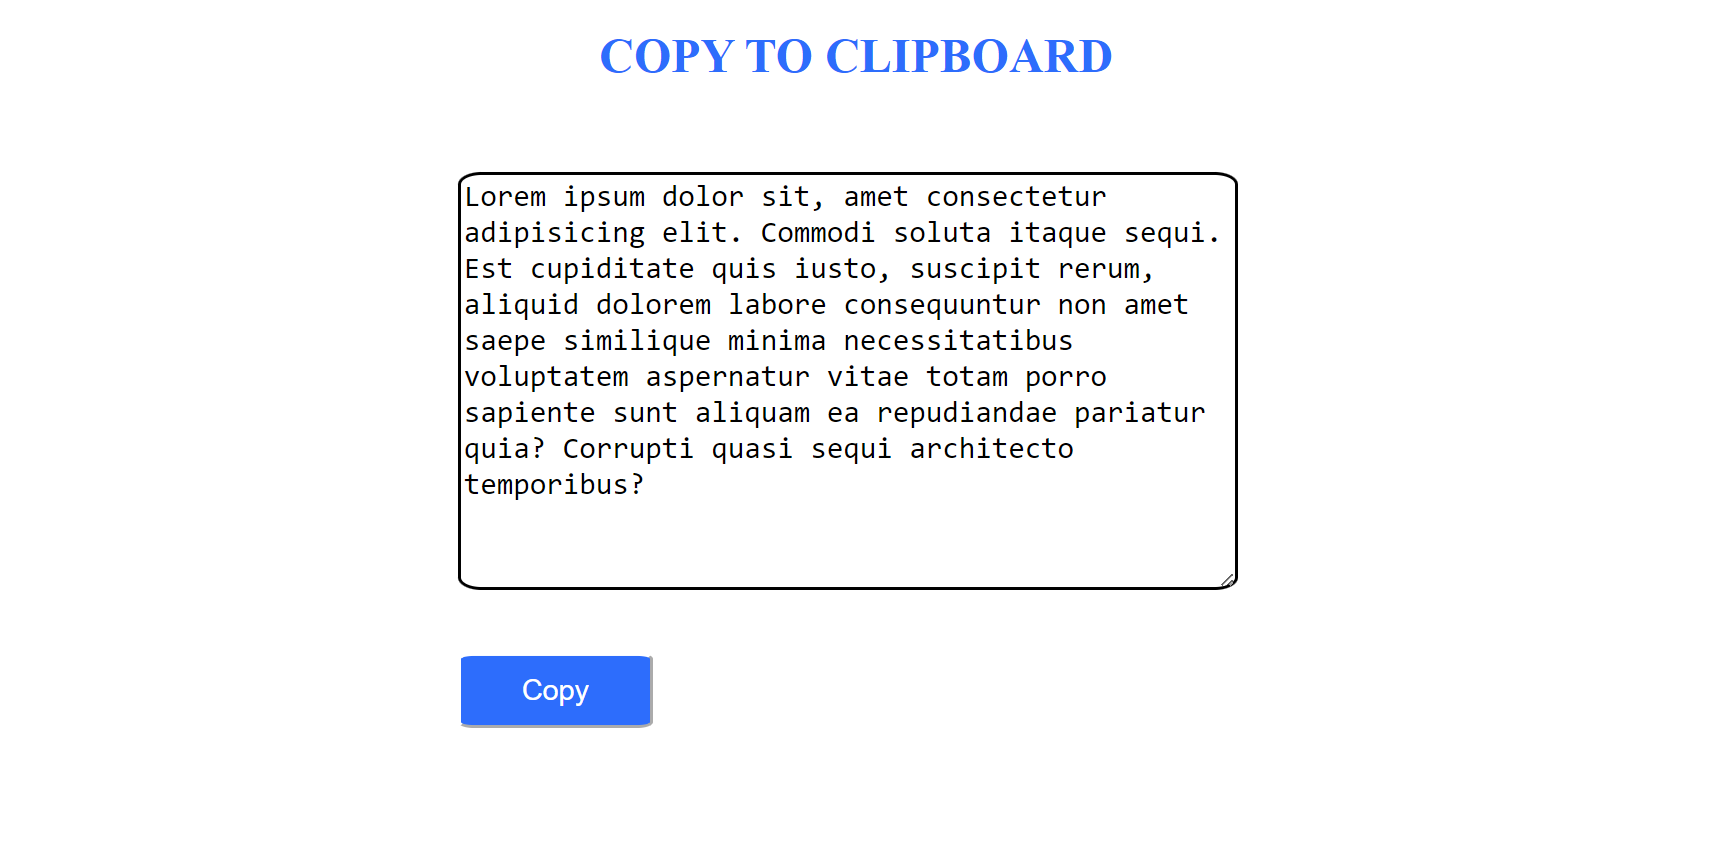 COPY TO CLIPBOARD
Lorem ipsum dolor sit, amet consectetur
adipisicing elit. Commodi soluta itaque sequi.
Est cupiditate quis iusto, suscipit rerum,
aliquid dolorem labore consequuntur non amet
saepe similique minima necessitatibus
voluptatem aspernatur vitae totam porro
sapiente sunt aliquam ea repudiandae pariatur
quia? Corrupti quasi sequi architecto
temporibus?
Copy